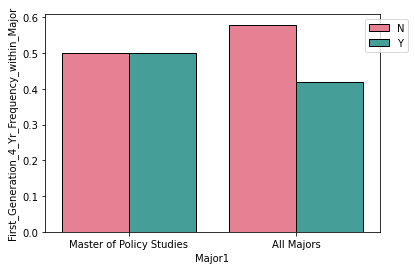 First_Generation_4_Yr_Frequency_within_Major
0.6
0.5
0.4
0.3
0.2
0.1
0.0
N
Y
Master of Policy Studies
All Majors
Major1